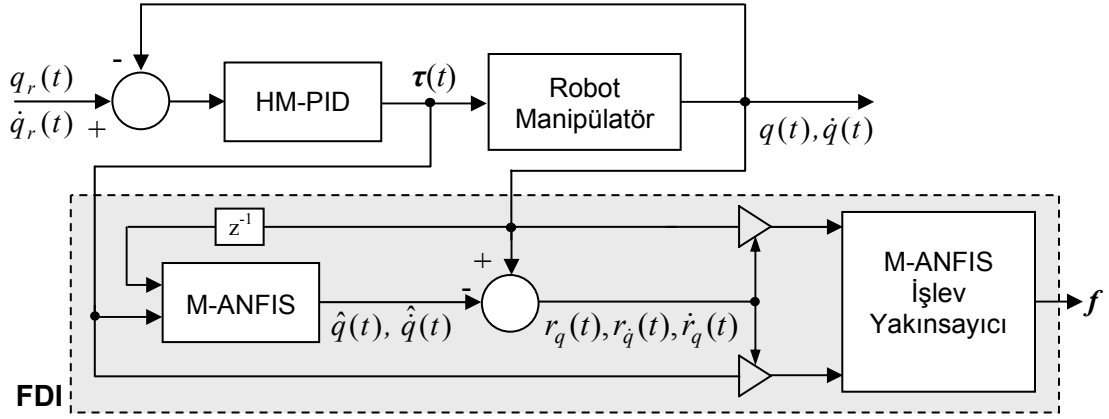 -
q_r(t)
q̇_r(t)
+
HM-PID
τ(t)
Robot
Manipülatör
q(t), q̇(t)
z⁻¹
+
-
M-ANFIS
q̂(t), q̇̂(t)
r_q(t), r_q̇(t), ṙ_q(t)
M-ANFIS
İşlev
Yakınsayıcı
f
FDI